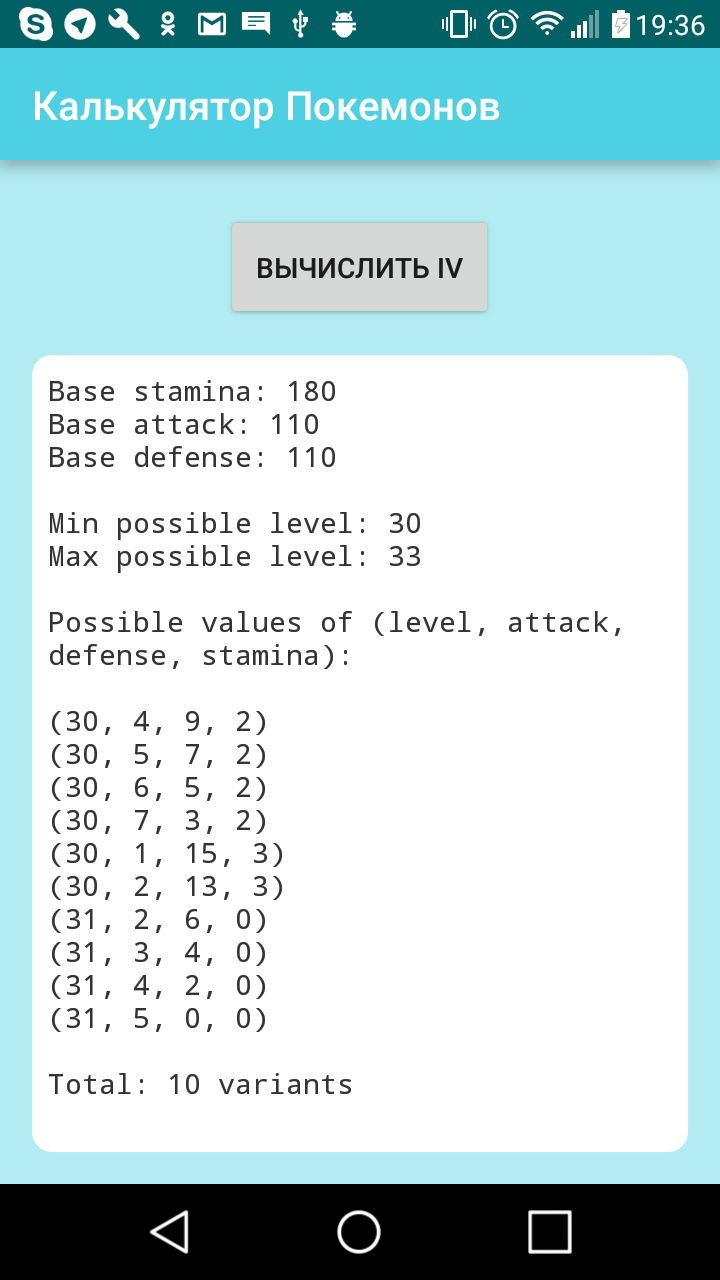 19:36
Калькулятор Покемонов
ВЫЧИСЛИТЬ IV
Base stamina: 180
Base attack: 110
Base defense: 110
Min possible level: 30
Max possible level: 33
Possible values of (level, attack,
defense, stamina):
(30, 4, 9, 2)
(30, 5, 7, 2)
(30, 6, 5, 2)
(30, 7, 3, 2)
(30, 1, 15, 3)
(30, 2, 13, 3)
(31, 2, 6, 0)
(31, 3, 4, 0)
(31, 4, 2, 0)
(31, 5, 0, 0)
Total: 10 variants